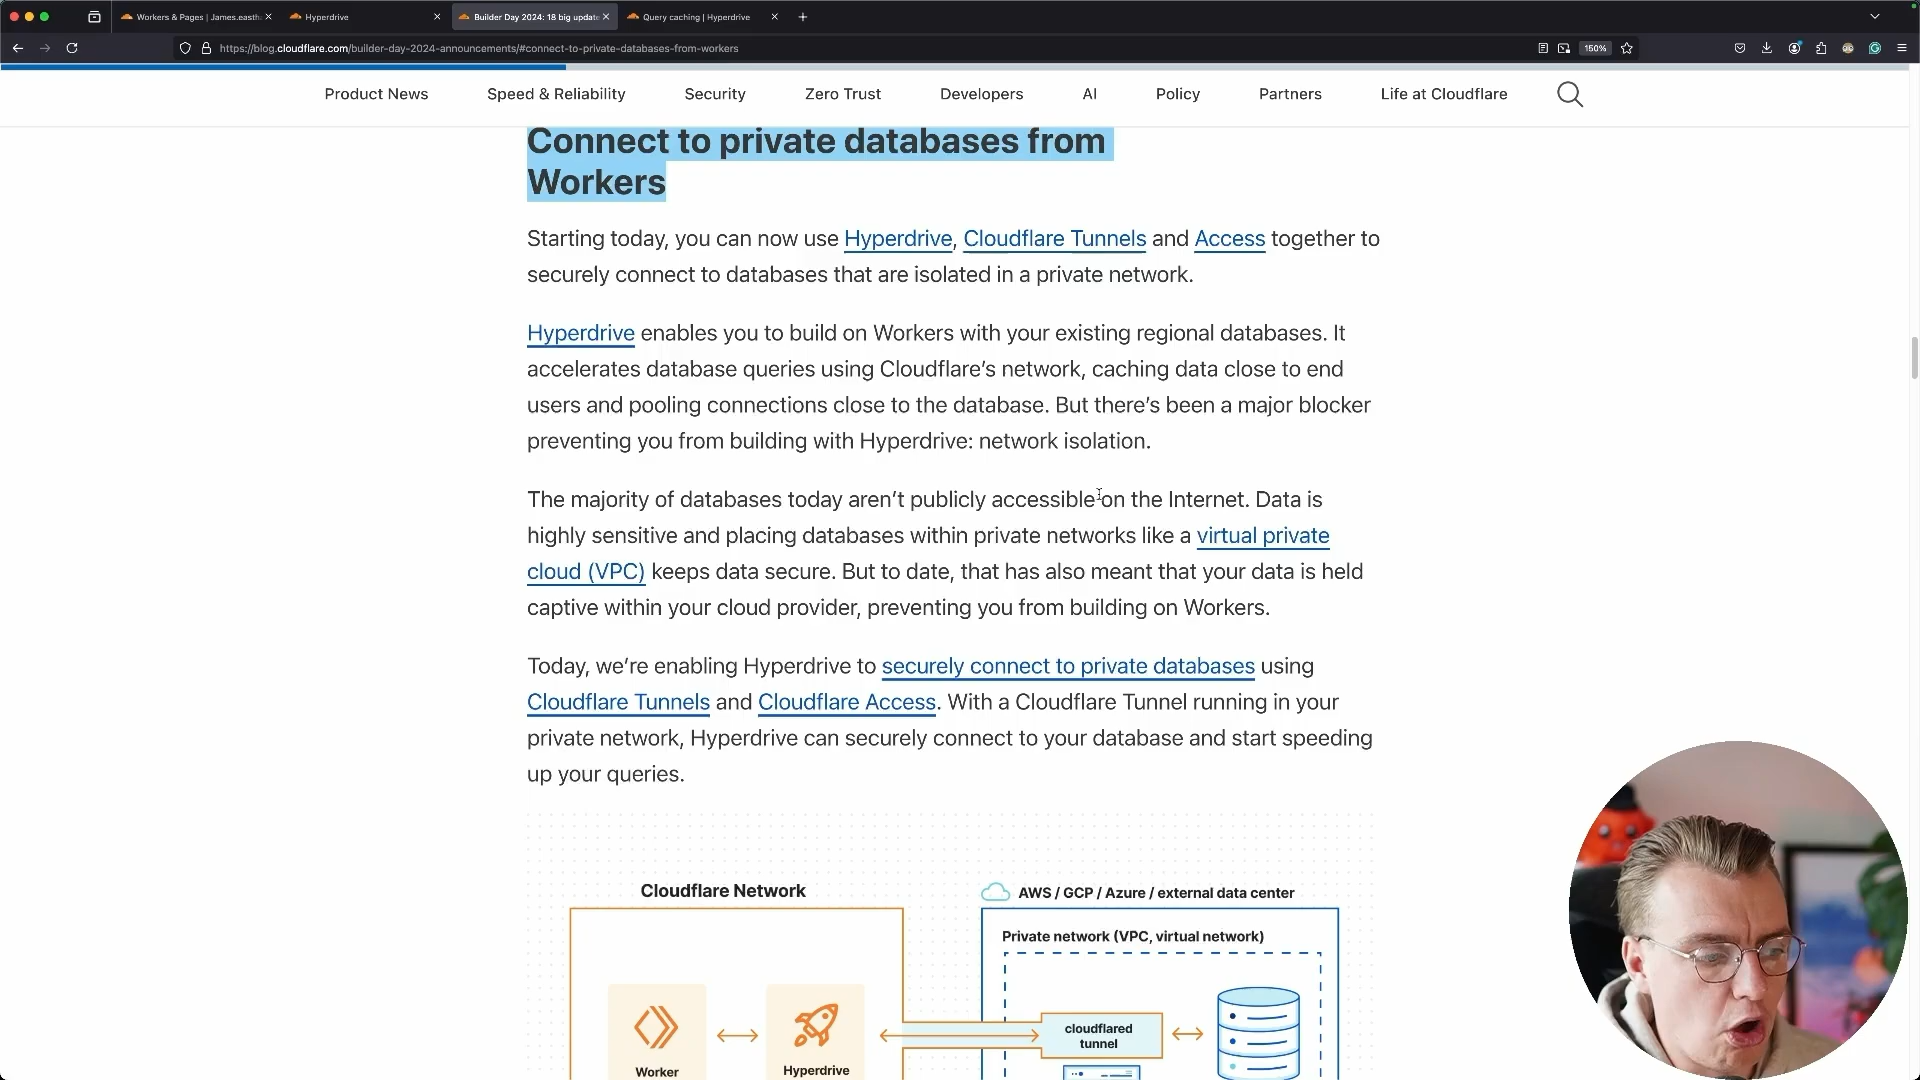 Workers & Pages | James.easth
Hyperdrive
Builder Day 2024: 18 big update
Query caching | Hyperdrive
https://blog.cloudflare.com/builder-day-2024-announcements/#connect-to-private-databases-from-workers
150%
Product News
Speed & Reliability
Security
Zero Trust
Developers
AI
Policy
Partners
Life at Cloudflare
Connect to private databases from
Workers
Starting today, you can now use Hyperdrive, Cloudflare Tunnels and Access together to
securely connect to databases that are isolated in a private network.
Hyperdrive enables you to build on Workers with your existing regional databases. It
accelerates database queries using Cloudflare’s network, caching data close to end
users and pooling connections close to the database. But there’s been a major blocker
preventing you from building with Hyperdrive: network isolation.
The majority of databases today aren’t publicly accessible on the Internet. Data is
highly sensitive and placing databases within private networks like a virtual private
cloud (VPC) keeps data secure. But to date, that has also meant that your data is held
captive within your cloud provider, preventing you from building on Workers.
Today, we’re enabling Hyperdrive to securely connect to private databases using
Cloudflare Tunnels and Cloudflare Access. With a Cloudflare Tunnel running in your
private network, Hyperdrive can securely connect to your database and start speeding
up your queries.
Cloudflare Network
AWS / GCP / Azure / external data center
Private network (VPC, virtual network)
cloudflared
tunnel
Worker
Hyperdrive